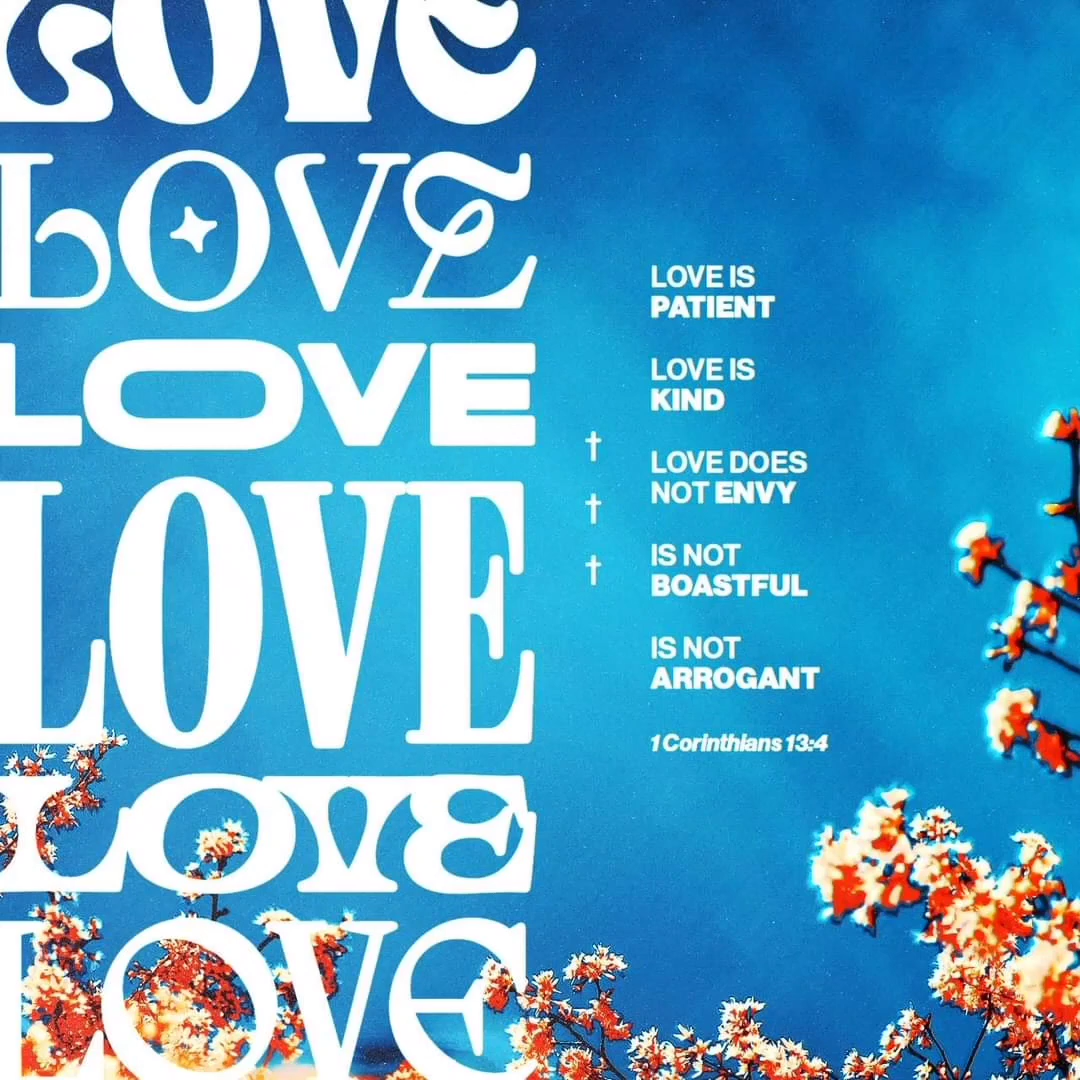 LOVE
LOVE
LOVE
LOVE
LOVE
LOVE
LOVE IS
PATIENT
LOVE IS
KIND
LOVE DOES
NOT ENVY
IS NOT
BOASTFUL
IS NOT
ARROGANT
1 Corinthians 13:4